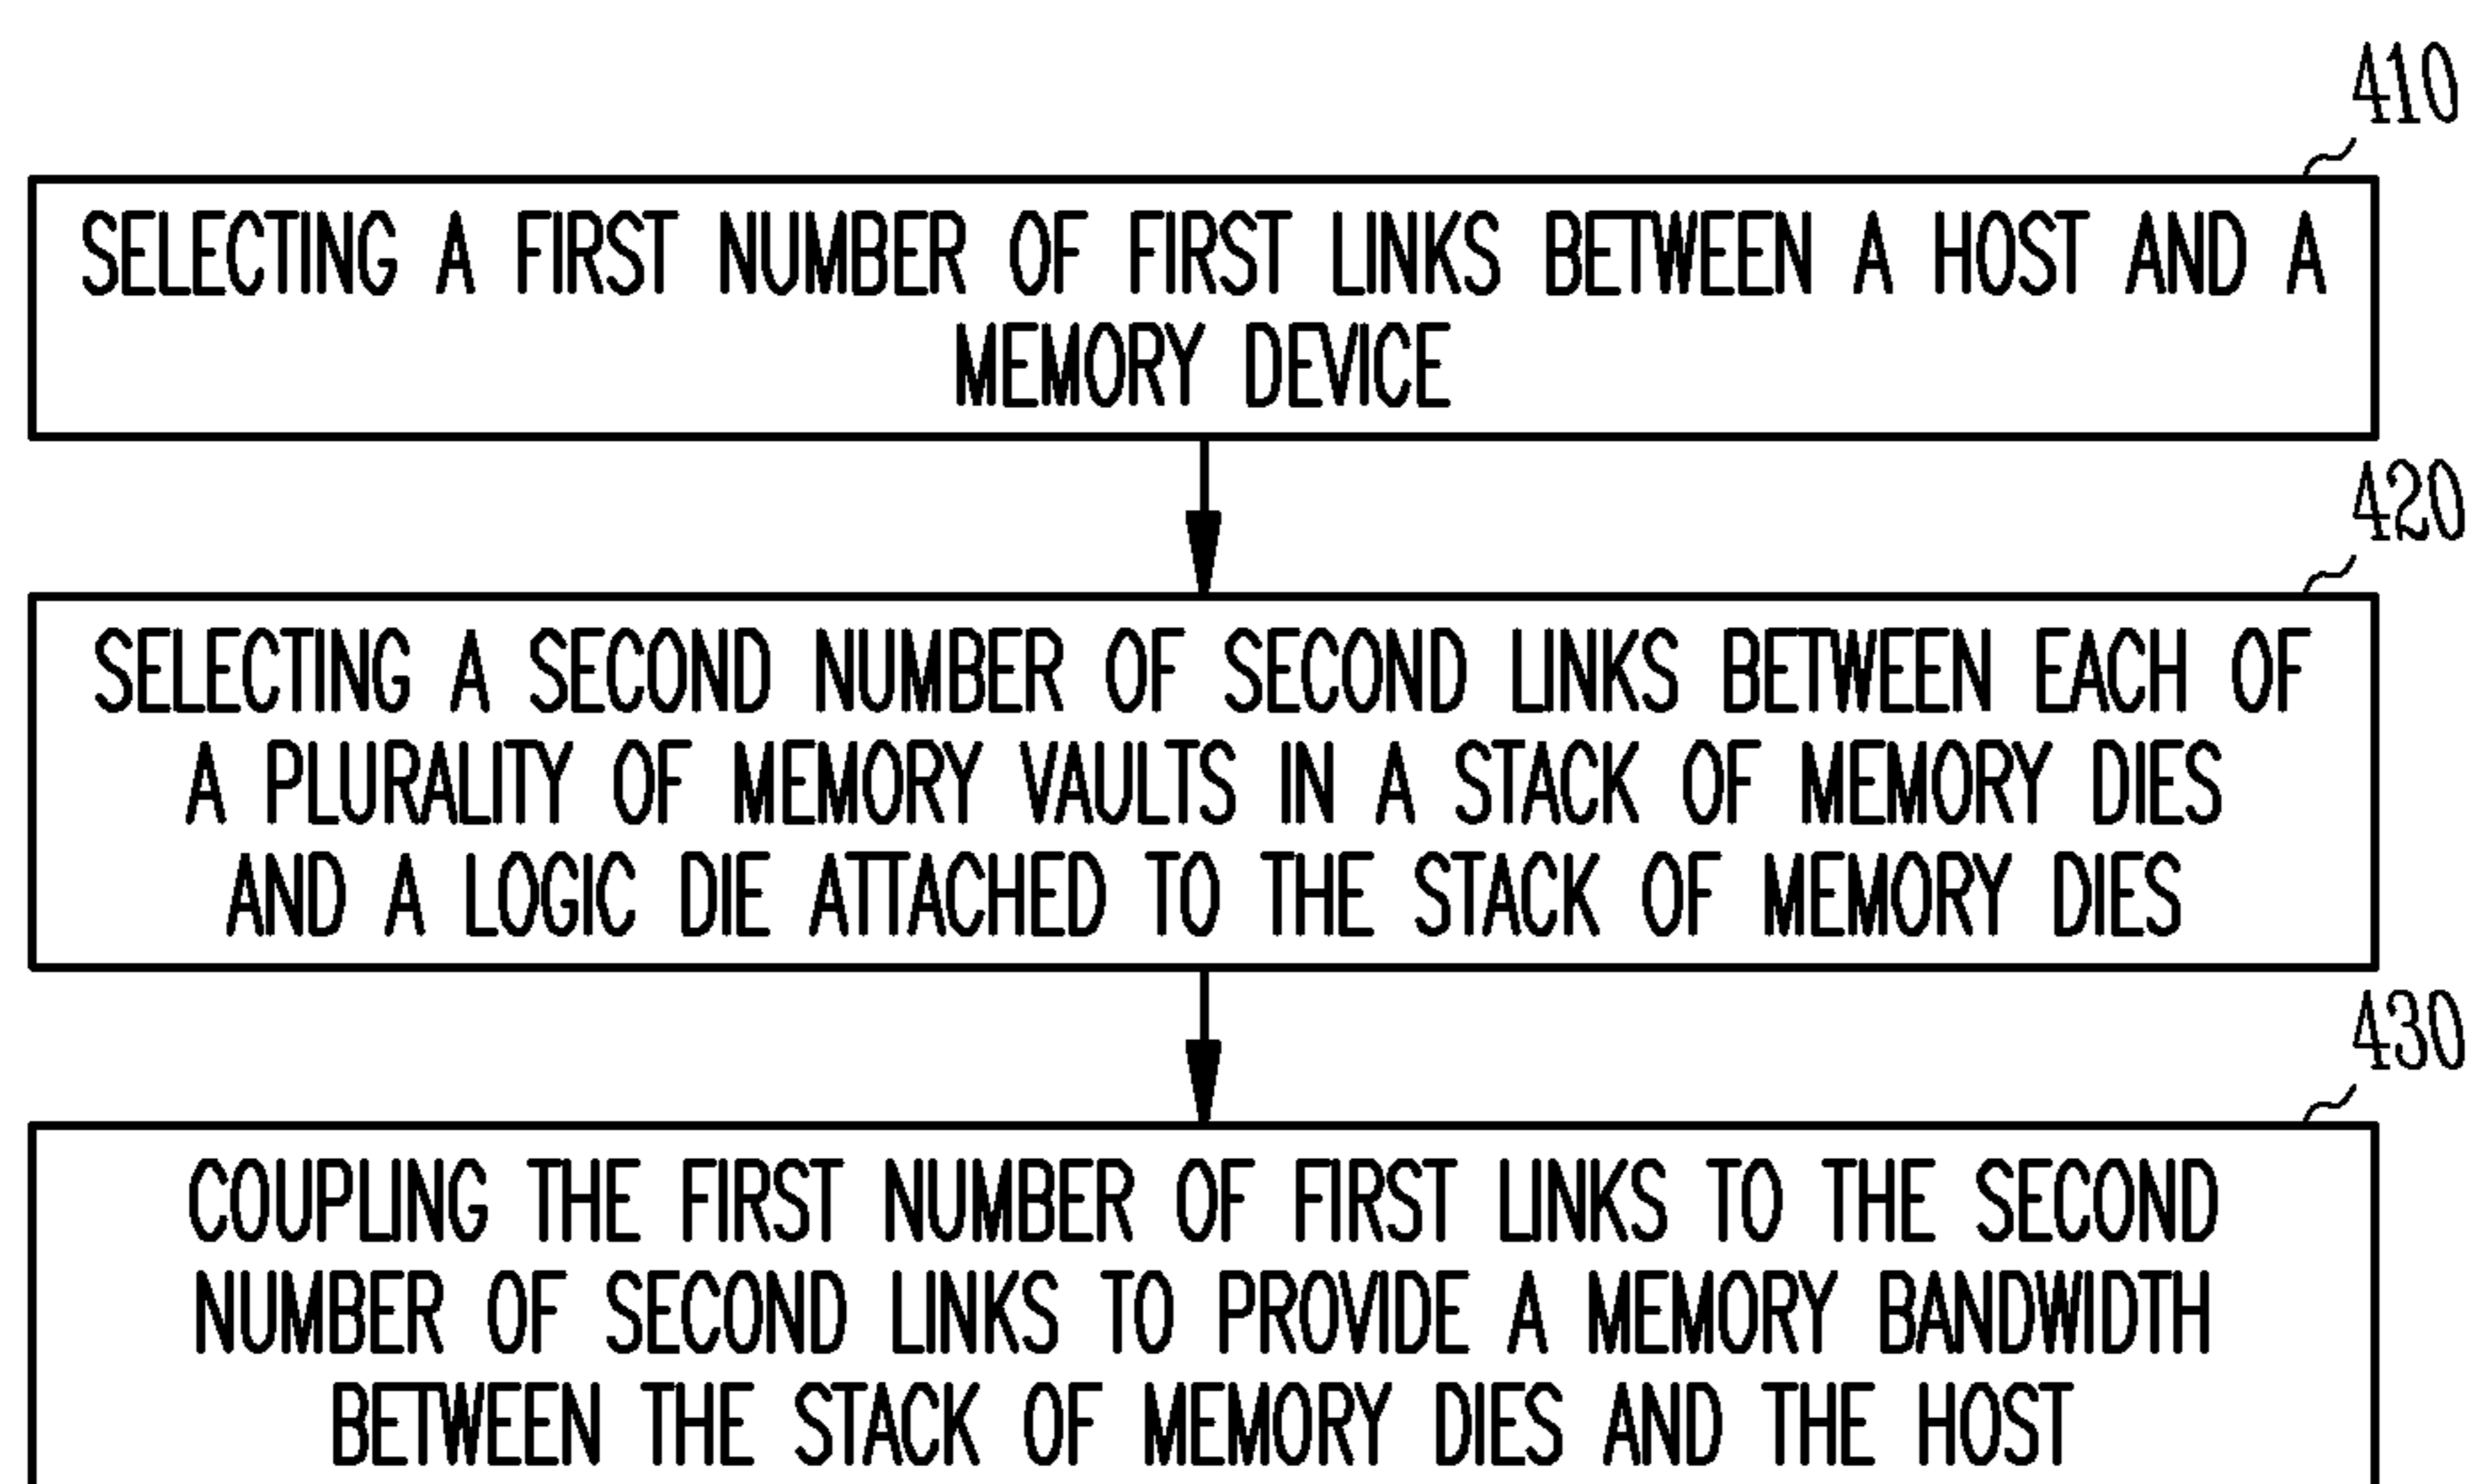 410
SELECTING A FIRST NUMBER OF FIRST LINKS BETWEEN A HOST AND A
MEMORY DEVICE
420
SELECTING A SECOND NUMBER OF SECOND LINKS BETWEEN EACH OF
A PLURALITY OF MEMORY VAULTS IN A STACK OF MEMORY DIES
AND A LOGIC DIE ATTACHED TO THE STACK OF MEMORY DIES
430
COUPLING THE FIRST NUMBER OF FIRST LINKS TO THE SECOND
NUMBER OF SECOND LINKS TO PROVIDE A MEMORY BANDWIDTH
BETWEEN THE STACK OF MEMORY DIES AND THE HOST